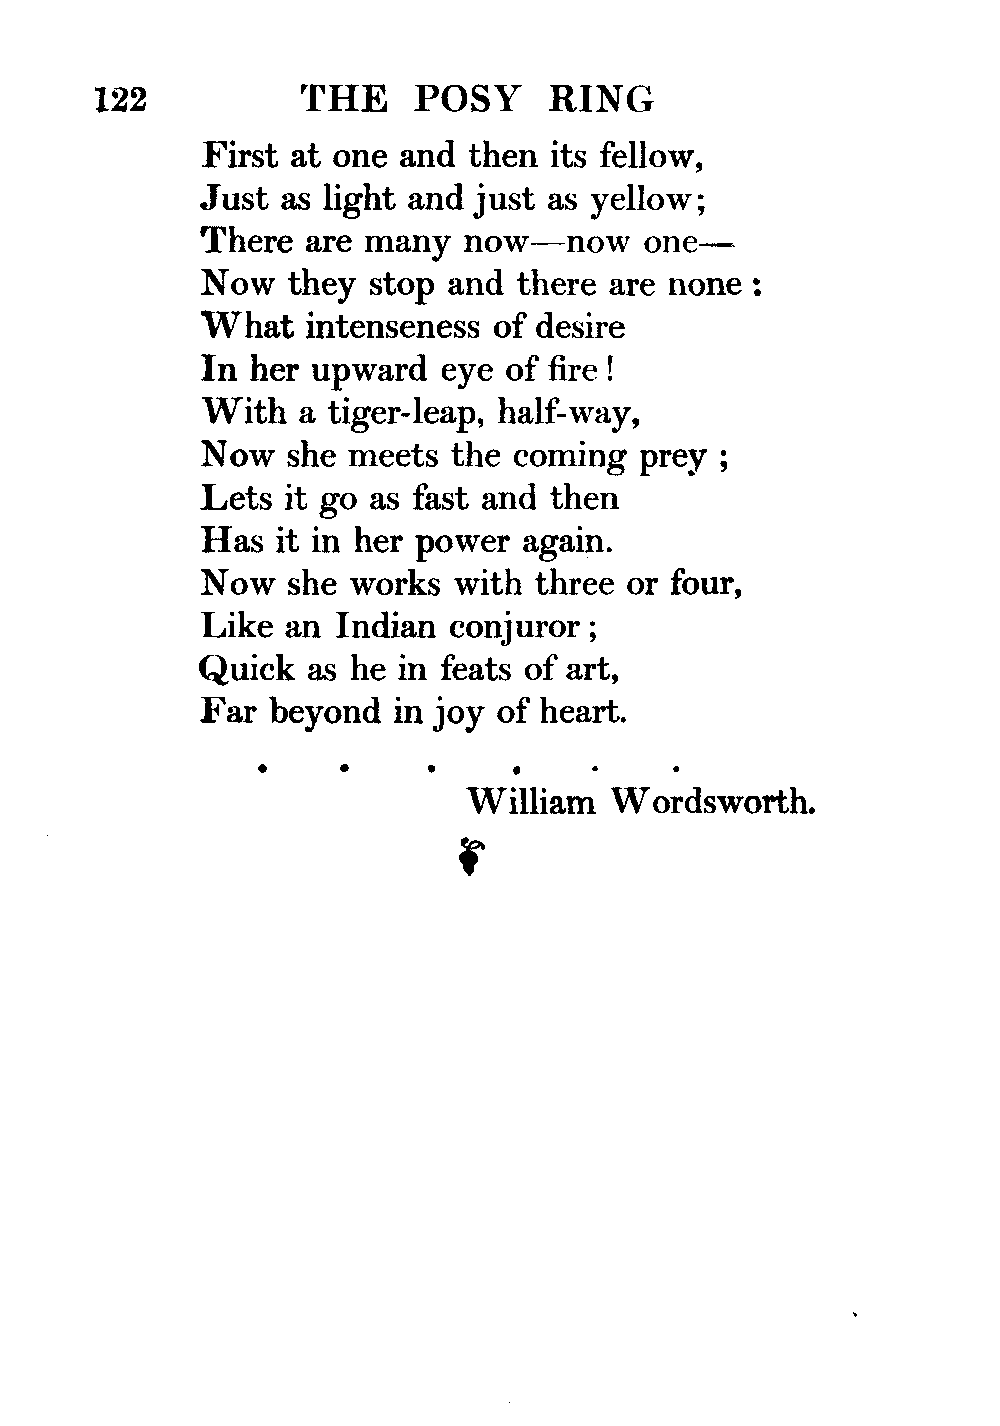 122 THE POSY RING
First at one and then its fellow,
Just as light and just as yellow;
There are many now—now one—
Now they stop and there are none :
What intenseness of desire
In her upward eye of fire !
With a tiger-leap, half-way,
Now she meets the coming prey ;
Lets it go as fast and then
Has it in her power again.
Now she works with three or four,
Like an Indian conjuror ;
Quick as he in feats of art,
Far beyond in joy of heart.
. . . . . .
William Wordsworth.